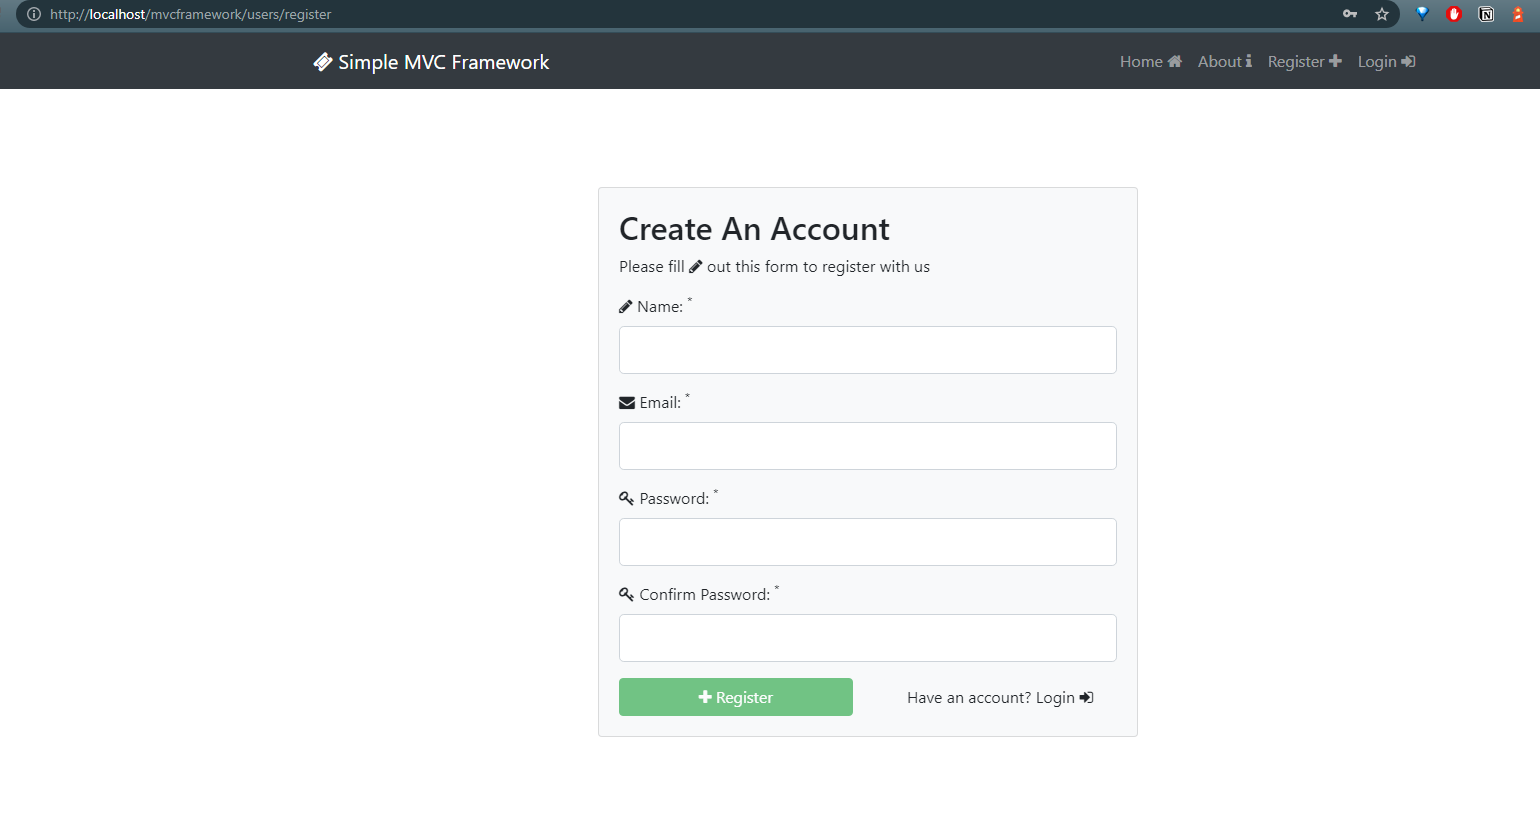 http://localhost/mvcframework/users/register
Simple MVC Framework
Home
About
Register
Login
Create An Account
Please fill out this form to register with us
Name: *
Email: *
Password: *
Confirm Password: *
Register
Have an account? Login